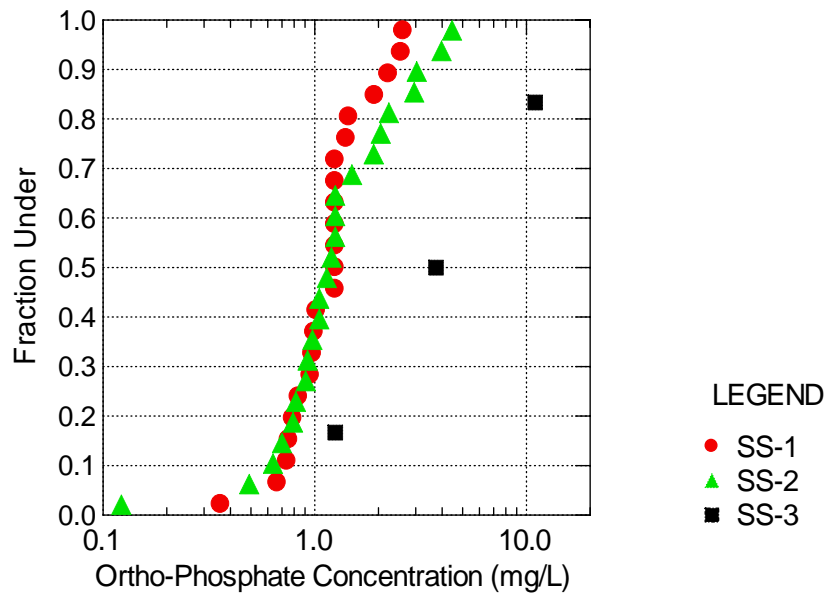 1.0
0.9
0.8
0.7
0.6
0.5
0.4
0.3
0.2
0.1
0.0
Fraction Under
0.1 1.0 10.0
Ortho-Phosphate Concentration (mg/L)
LEGEND
SS-1
SS-2
SS-3